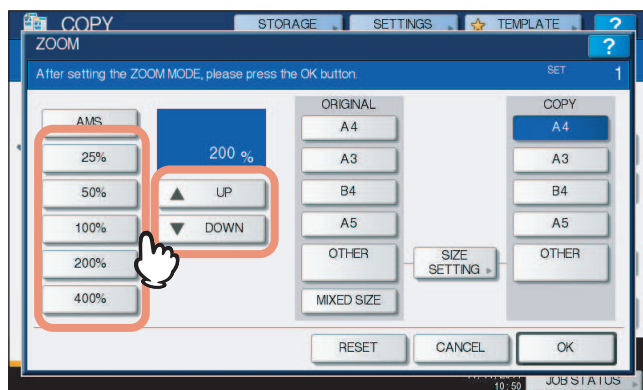 COPY
STORAGE
SETTINGS
TEMPLATE
?
ZOOM
?
After setting the ZOOM MODE, please press the OK button.
SET 1
AMS
25%
50%
100%
200%
400%
200 %
UP
DOWN
ORIGINAL
A4
A3
B4
A5
OTHER
MIXED SIZE
SIZE
SETTING
COPY
A4
A3
B4
A5
OTHER
RESET
CANCEL
OK
10:50
JOB STATUS